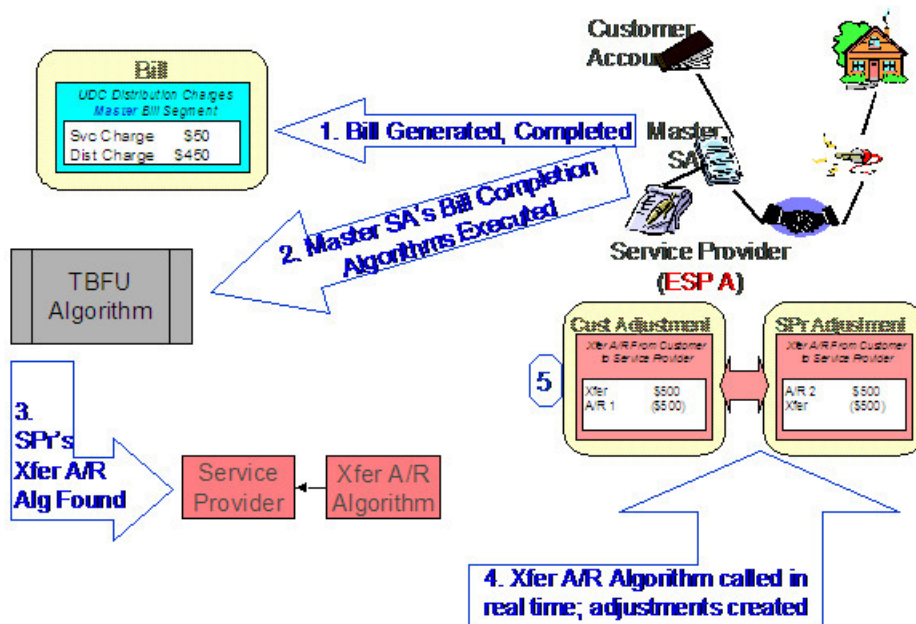 Customer
Account
Bill
UDC Distribution Charges
Master Bill Segment
Svc Charge $50
Dist Charge $450
1. Bill Generated, Completed
Master
SA
2. Master SA's Bill Completion
Algorithms Executed
Service Provider
(ESP A)
TBFU
Algorithm
Cust Adjustment
Xfer A/R From Customer
to Service Provider
Xfer $500
A/R 1 ($500)
SPr Adjustment
Xfer A/R From Customer
to Service Provider
A/R 2 $500
Xfer ($500)
5
3.
SPr's
Xfer A/R
Alg Found
Service
Provider
Xfer A/R
Algorithm
4. Xfer A/R Algorithm called in
real time; adjustments created